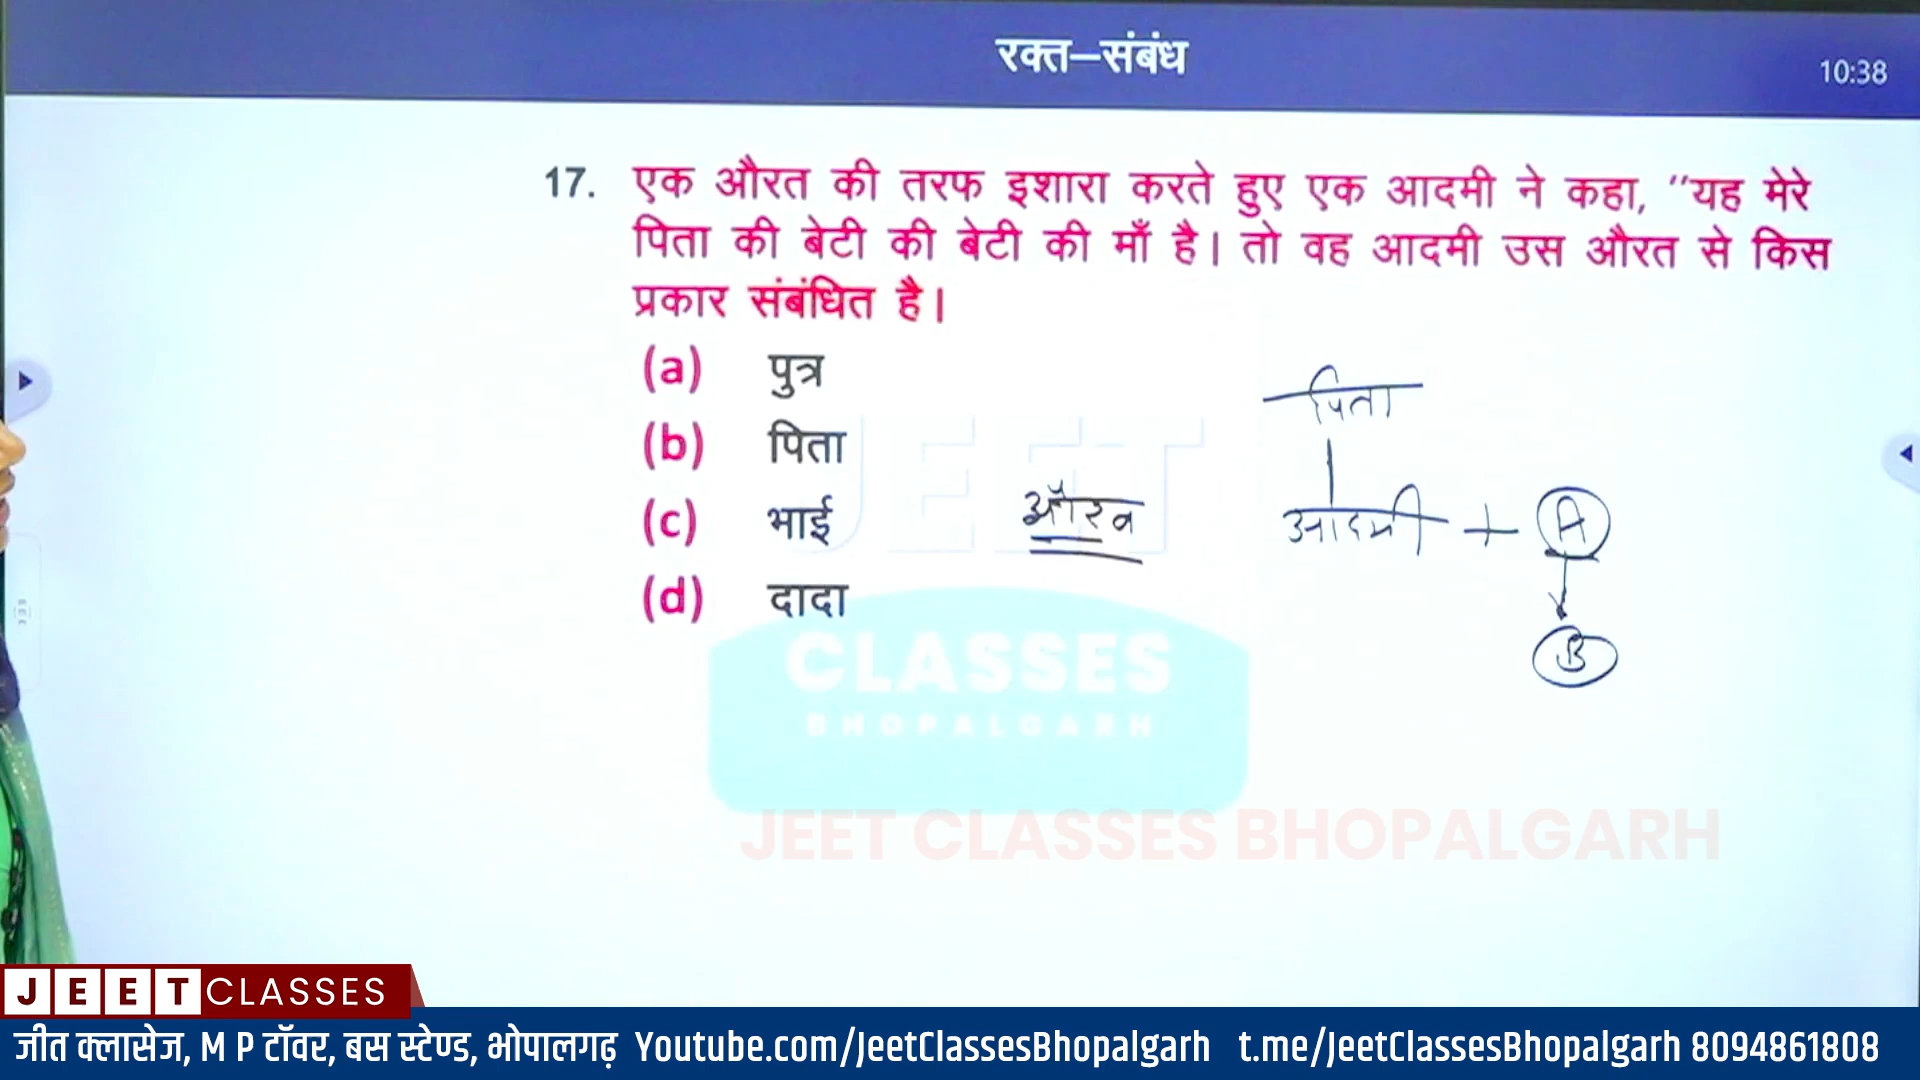 रक्त–संबंध
10:38
17. एक औरत की तरफ इशारा करते हुए एक आदमी ने कहा, ''यह मेरे
पिता की बेटी की बेटी की माँ है। तो वह आदमी उस औरत से किस
प्रकार संबंधित है।
(a) पुत्र
(b) पिता
(c) भाई
(d) दादा
पिता
आदमी + A
B
JEET
CLASSES
BHOPALGARH
JEET CLASSES BHOPALGARH
JEET CLASSES
जीत क्लासेज, M P टॉवर, बस स्टेण्ड, भोपालगढ़ Youtube.com/JeetClassesBhopalgarh t.me/JeetClassesBhopalgarh 8094861808